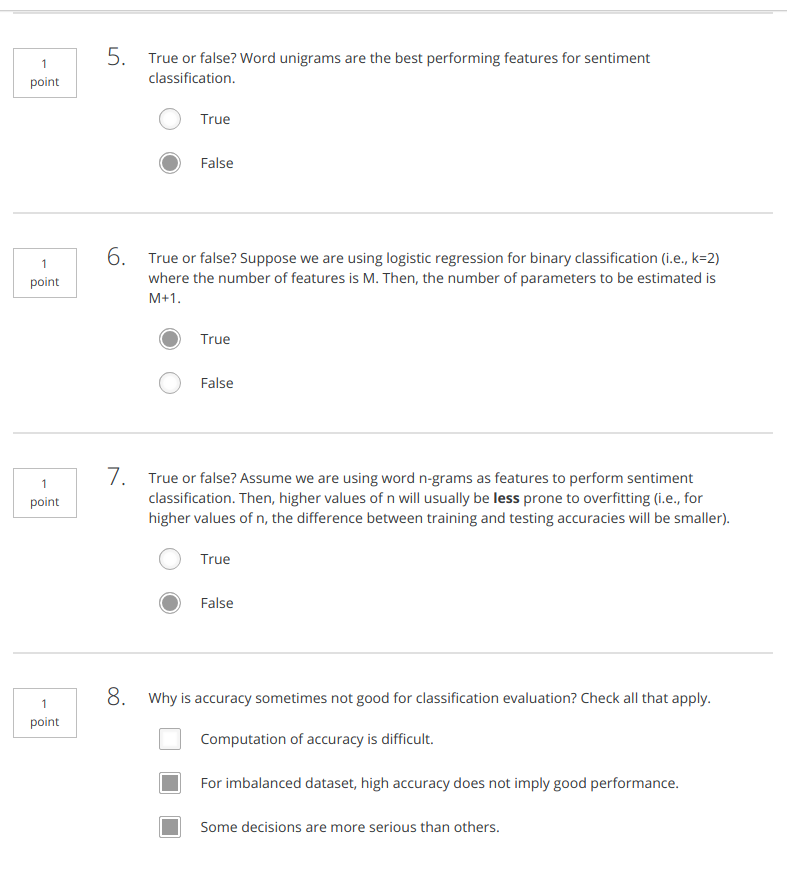 1
point
5.
True or false? Word unigrams are the best performing features for sentiment
classification.
True
False
1
point
6.
True or false? Suppose we are using logistic regression for binary classification (i.e., k=2)
where the number of features is M. Then, the number of parameters to be estimated is
M+1.
True
False
1
point
7.
True or false? Assume we are using word n-grams as features to perform sentiment
classification. Then, higher values of n will usually be less prone to overfitting (i.e., for
higher values of n, the difference between training and testing accuracies will be smaller).
True
False
1
point
8.
Why is accuracy sometimes not good for classification evaluation? Check all that apply.
Computation of accuracy is difficult.
For imbalanced dataset, high accuracy does not imply good performance.
Some decisions are more serious than others.